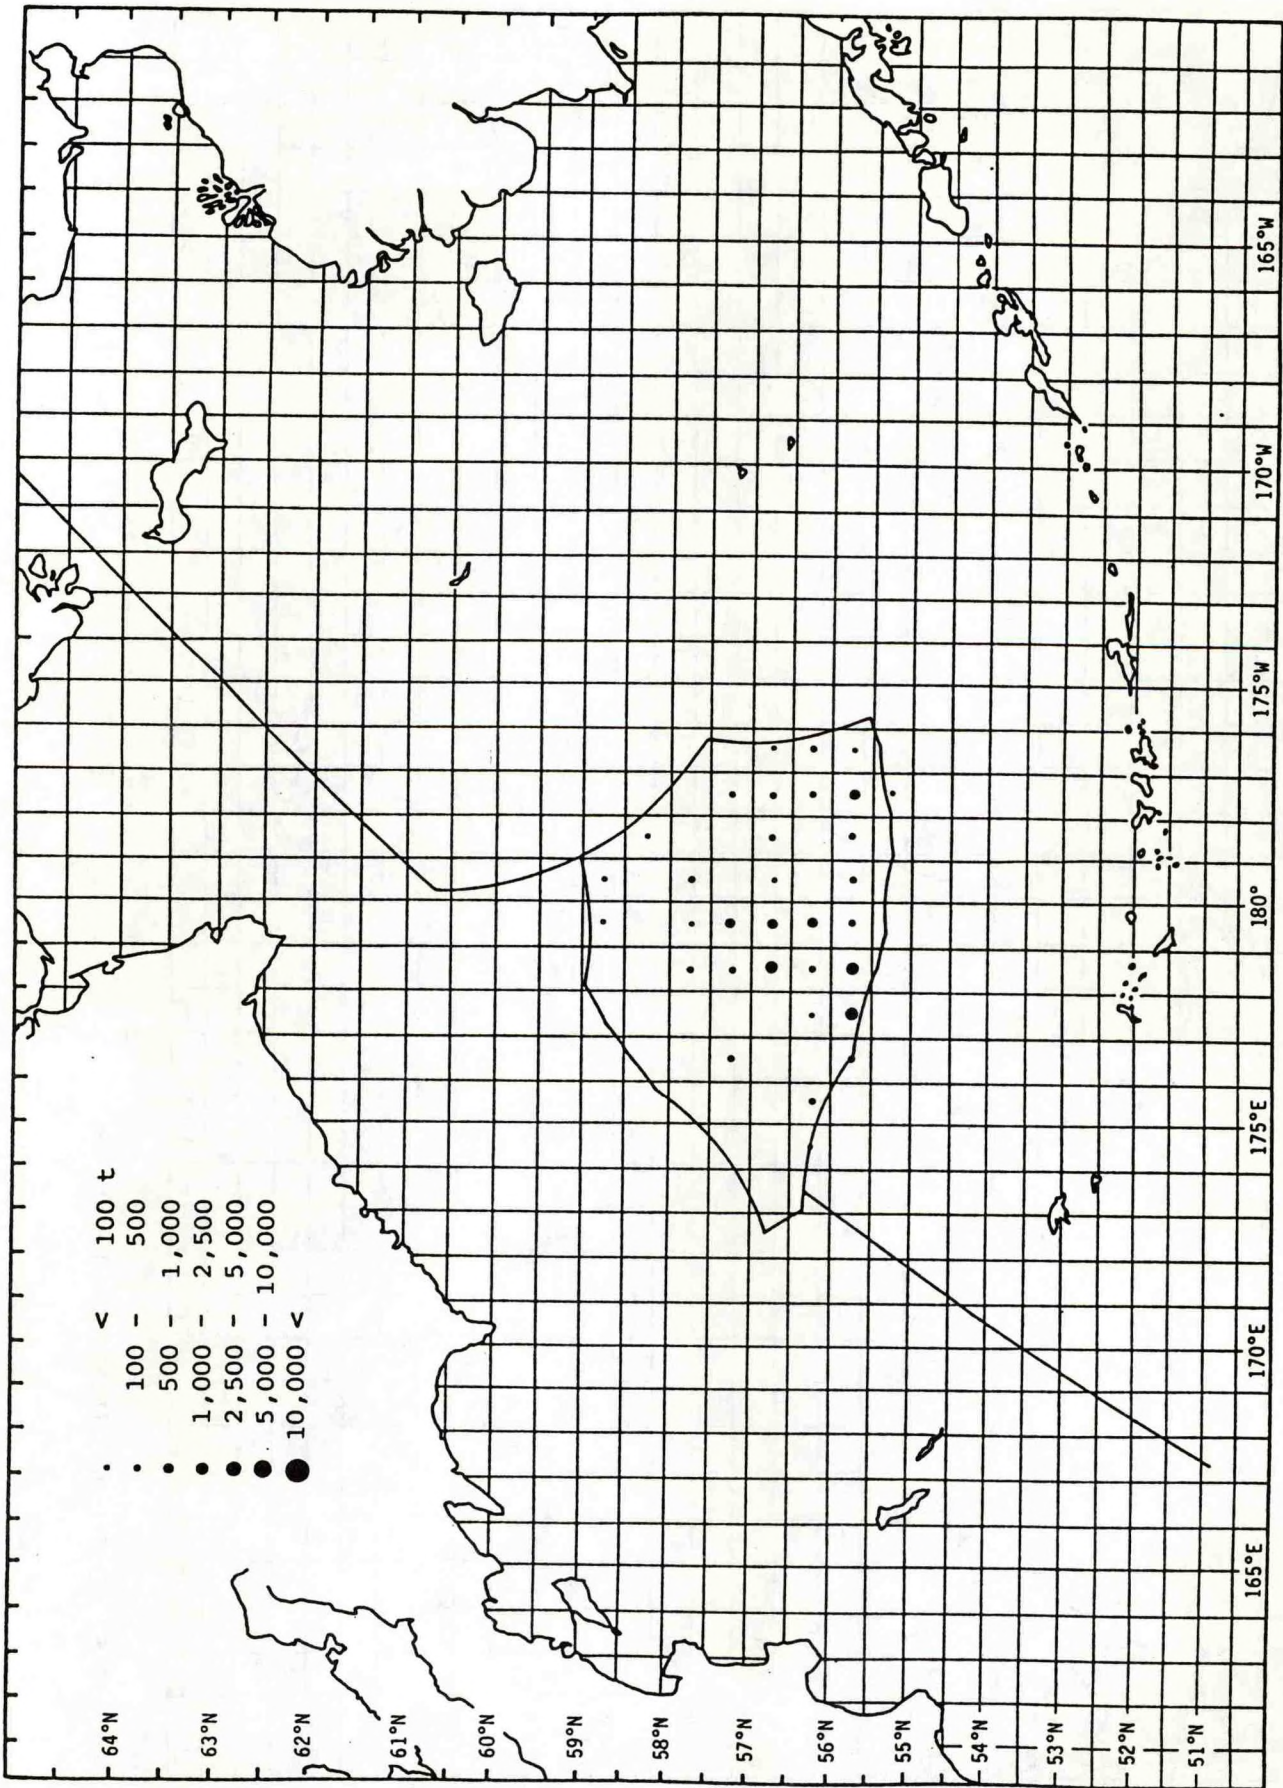 < 100 t
100 - 500
500 - 1,000
1,000 - 2,500
2,500 - 5,000
5,000 - 10,000
10,000 <
64°N
63°N
62°N
61°N
60°N
59°N
58°N
57°N
56°N
55°N
54°N
53°N
52°N
51°N
165°E
170°E
175°E
180°
175°W
170°W
165°W